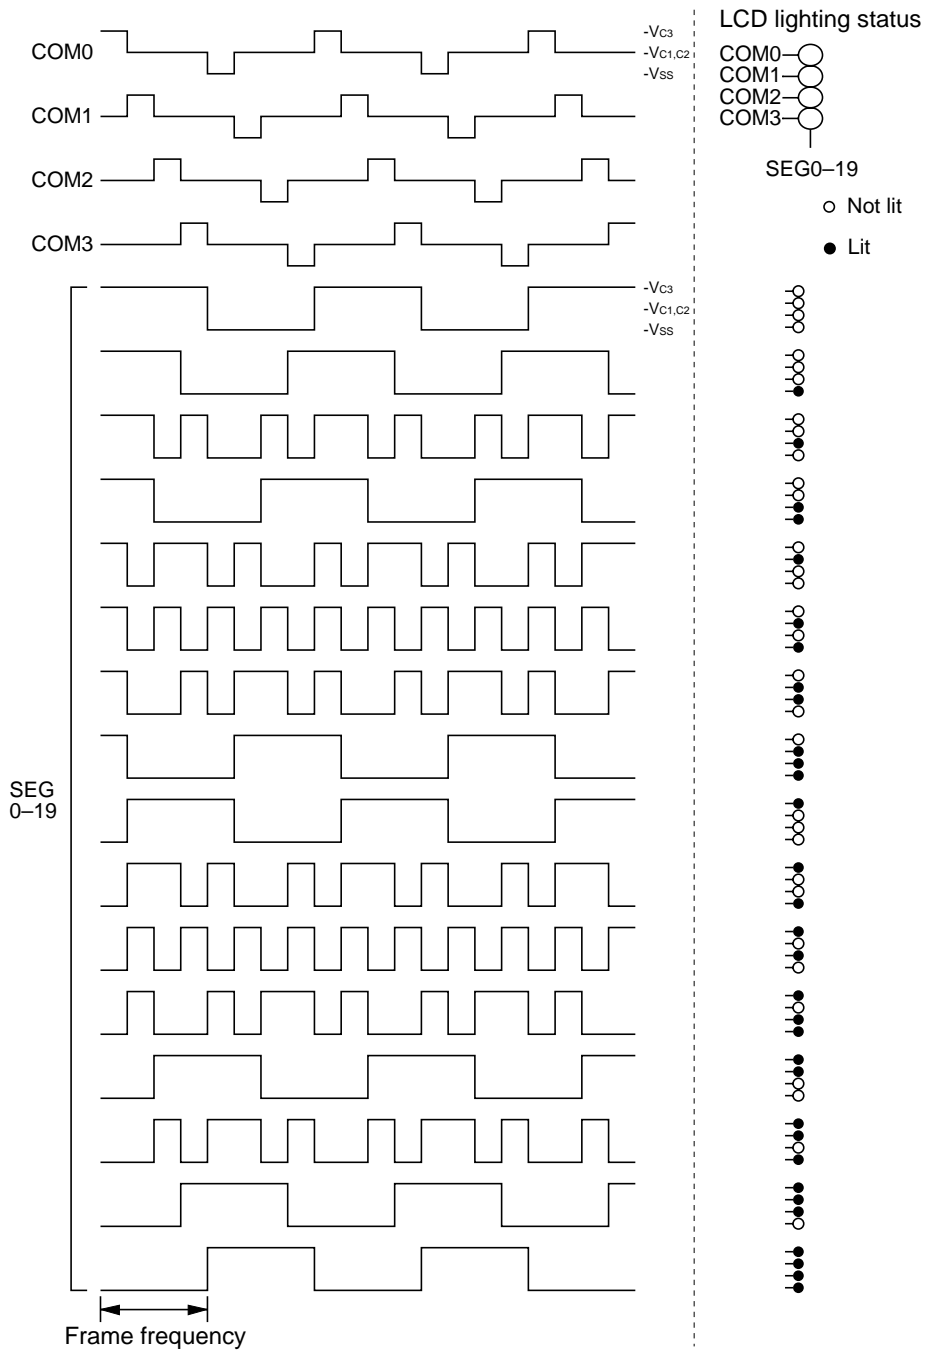 LCD lighting status
COM0
-VC3
-VC1,C2
-VSS
COM1
COM2
COM3
COM0
COM1
COM2
COM3
SEG0–19
Not lit
Lit
-VC3
-VC1,C2
-VSS
SEG
0–19
Frame frequency